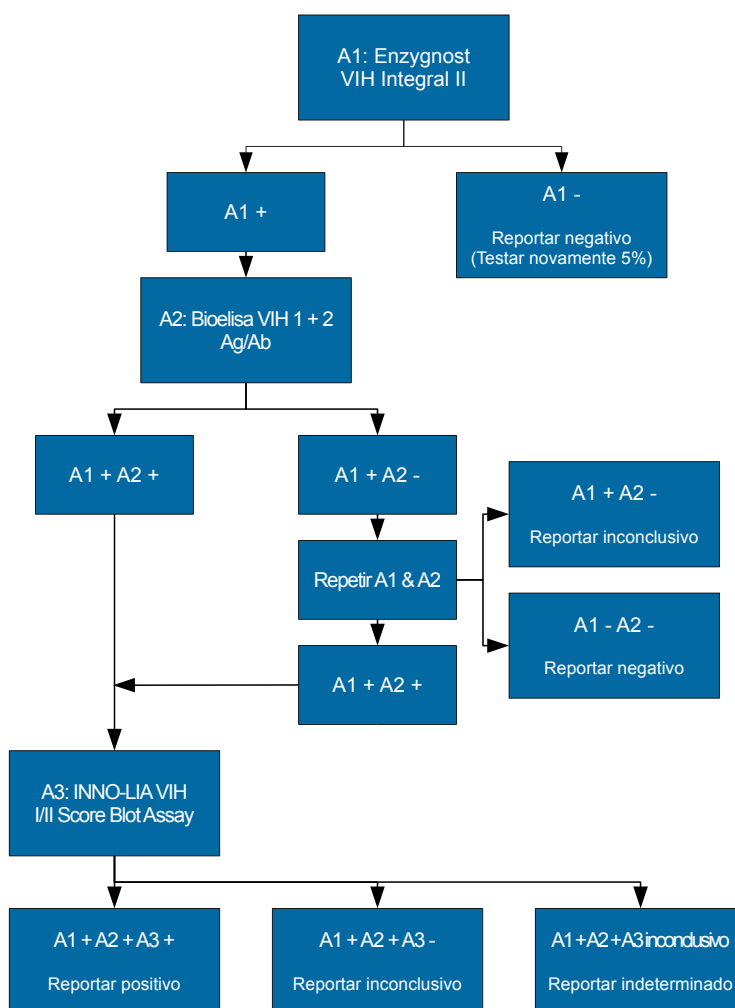 A1: Enzygnost
VIH Integral II
A1 +
A1 -
Reportar negativo
(Testar novamente 5%)
A2: Bioelisa VIH 1 + 2
Ag/Ab
A1 + A2 +
A1 + A2 -
A1 + A2 -
Reportar inconclusivo
Repetir A1 & A2
A1 - A2 -
Reportar negativo
A1 + A2 +
A3: INNO-LIA VIH
I/II Score Blot Assay
A1 + A2 + A3 +
Reportar positivo
A1 + A2 + A3 -
Reportar inconclusivo
A1 + A2 + A3 inconclusivo
Reportar indeterminado